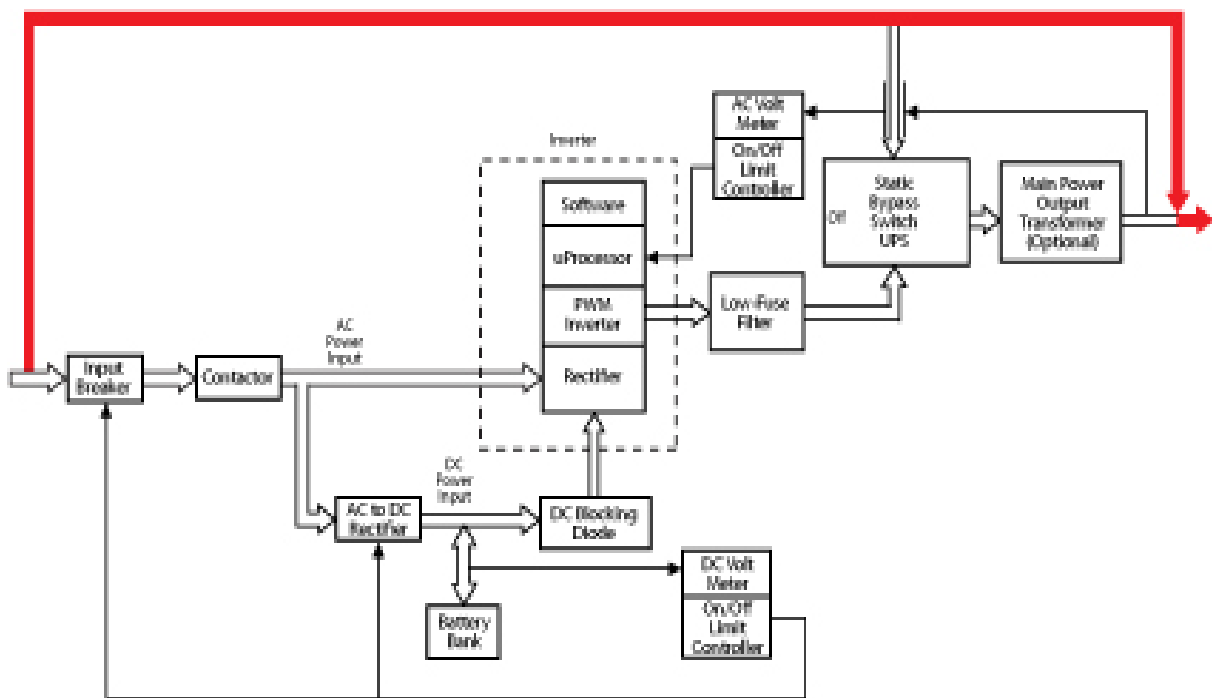 AC Volt
Meter
On/Off
Limit
Controller
Inverter
Software
uProcessor
PWM
Inverter
Rectifier
Off
Static
Bypass
Switch
UPS
Main Power
Output
Transformer
(Optional)
Low-Fuse
Filter
AC
Power
Input
Input
Breaker
Contactor
DC
Power
Input
AC to DC
Rectifier
DC Blocking
Diode
Battery
Bank
DC Volt
Meter
On/Off
Limit
Controller